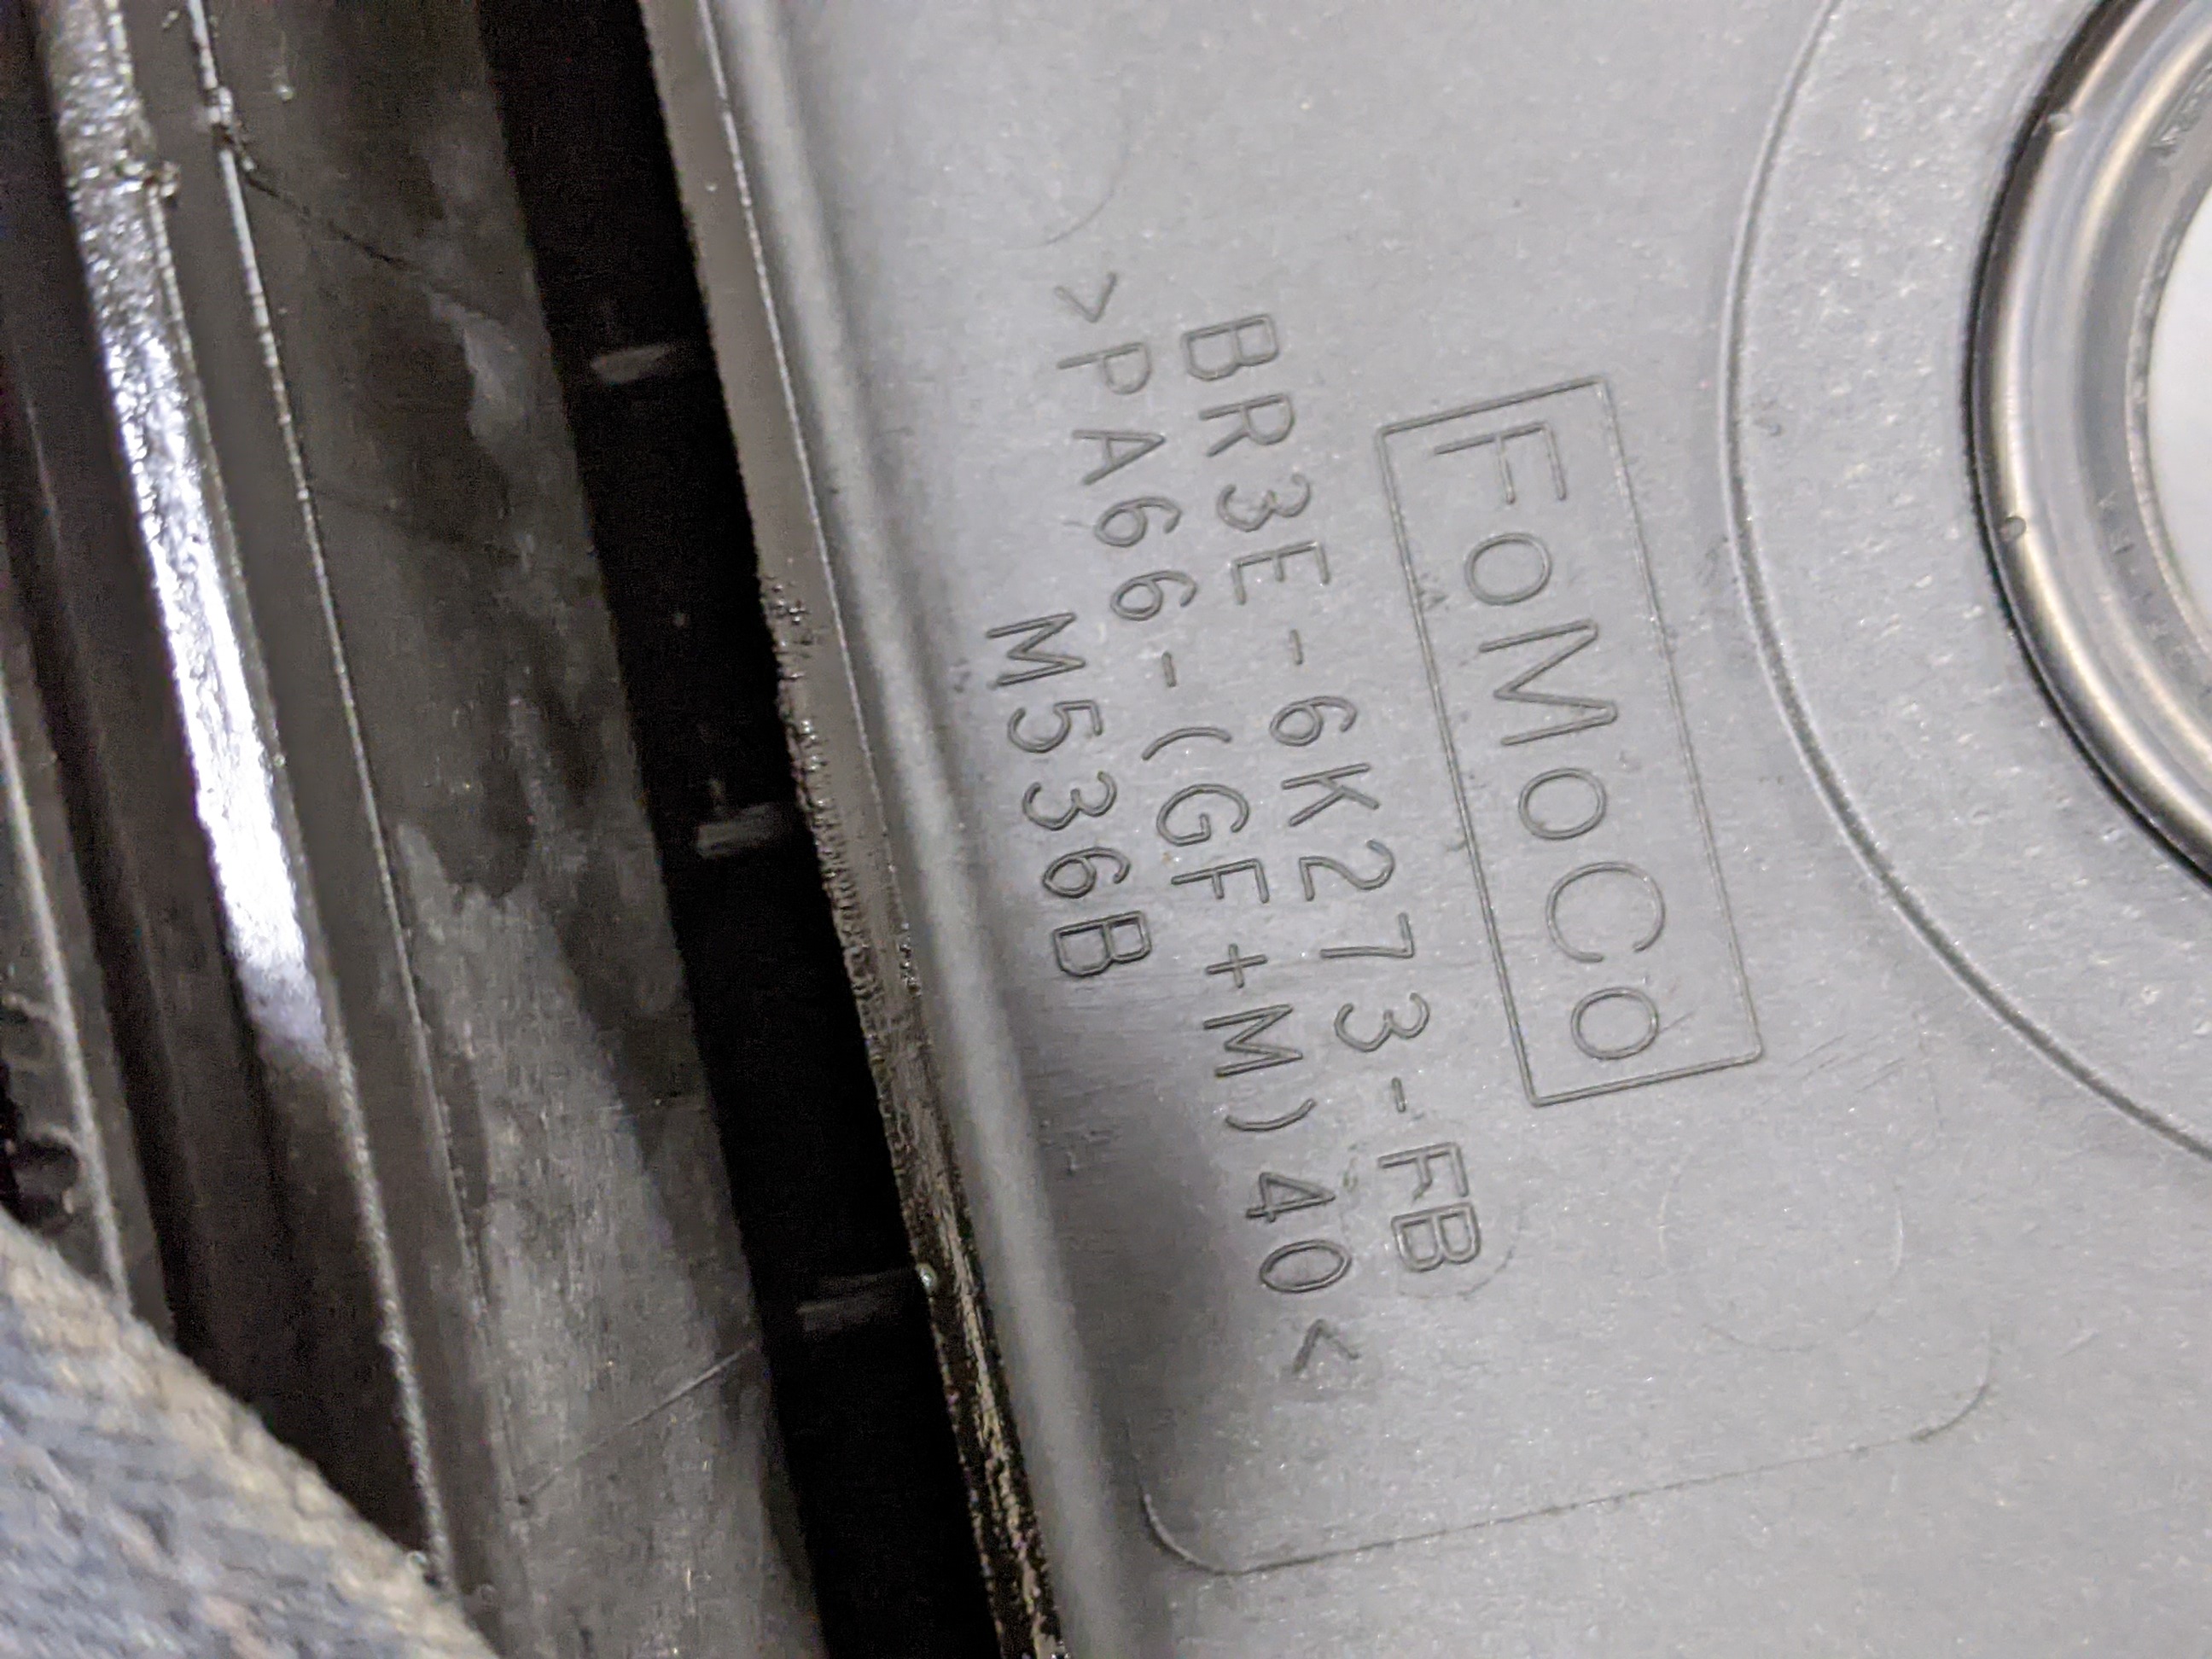 FoMoCo
BR3E-6K273-FB
>PA66-(GF+M)40<
M536B